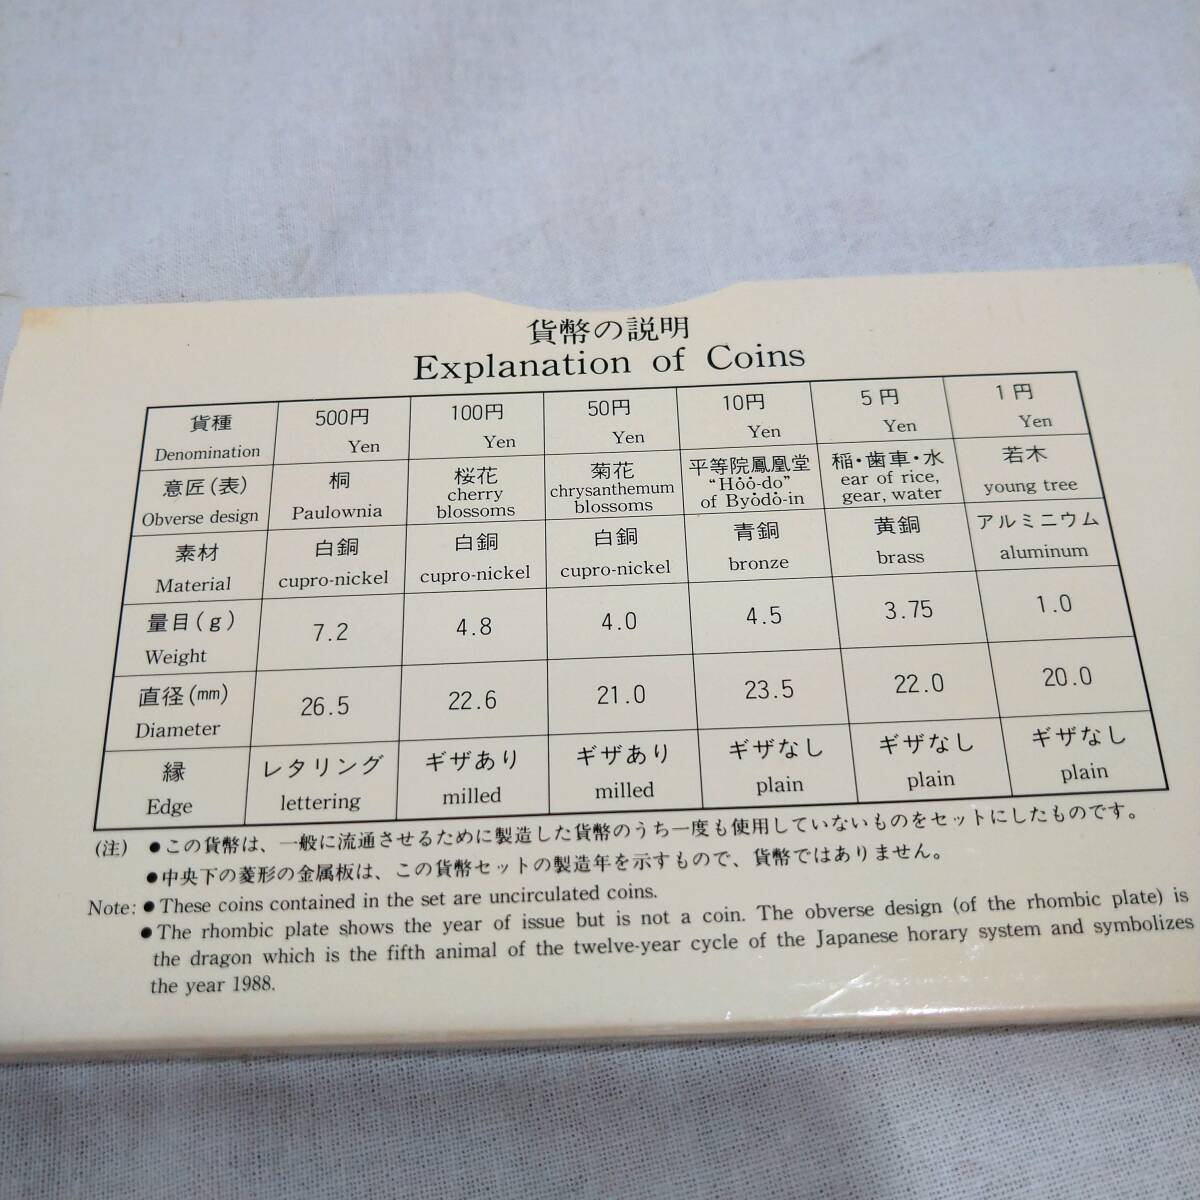 貨幣の説明
Explanation of Coins
貨種 500円 100円 50円 10円 5円 1円
Denomination Yen Yen Yen Yen Yen Yen
意匠(表) 桐 桜花 菊花 平等院鳳凰堂 稲・歯車・水 若木
Obverse design Paulownia cherry blossoms chrysanthemum blossoms “Hȯȯ-do” of Byȯdȯ-in ear of rice, gear, water young tree
素材 白銅 白銅 白銅 青銅 黄銅 アルミニウム
Material cupro-nickel cupro-nickel cupro-nickel bronze brass aluminum
量目(g) 7.2 4.8 4.0 4.5 3.75 1.0
Weight
直径(㎜) 26.5 22.6 21.0 23.5 22.0 20.0
Diameter
縁 レタリング ギザあり ギザあり ギザなし ギザなし ギザなし
Edge lettering milled milled plain plain plain
(注) ●この貨幣は、一般に流通させるために製造した貨幣のうち一度も使用していないものをセットにしたものです。
●中央下の菱形の金属板は、この貨幣セットの製造年を示すもので、貨幣ではありません。
Note: ● These coins contained in the set are uncirculated coins.
● The rhombic plate shows the year of issue but is not a coin. The obverse design (of the rhombic plate) is
the dragon which is the fifth animal of the twelve-year cycle of the Japanese horary system and symbolizes
the year 1988.